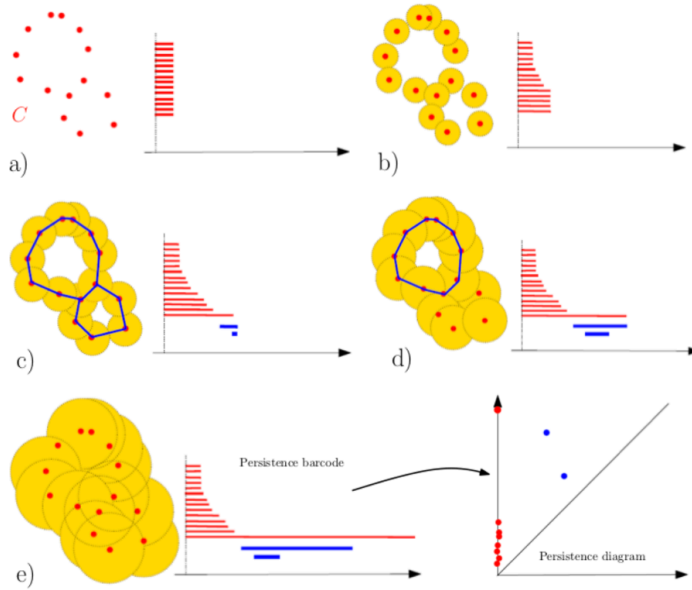 C
a)
b)
c)
d)
Persistence barcode
Persistence diagram
e)